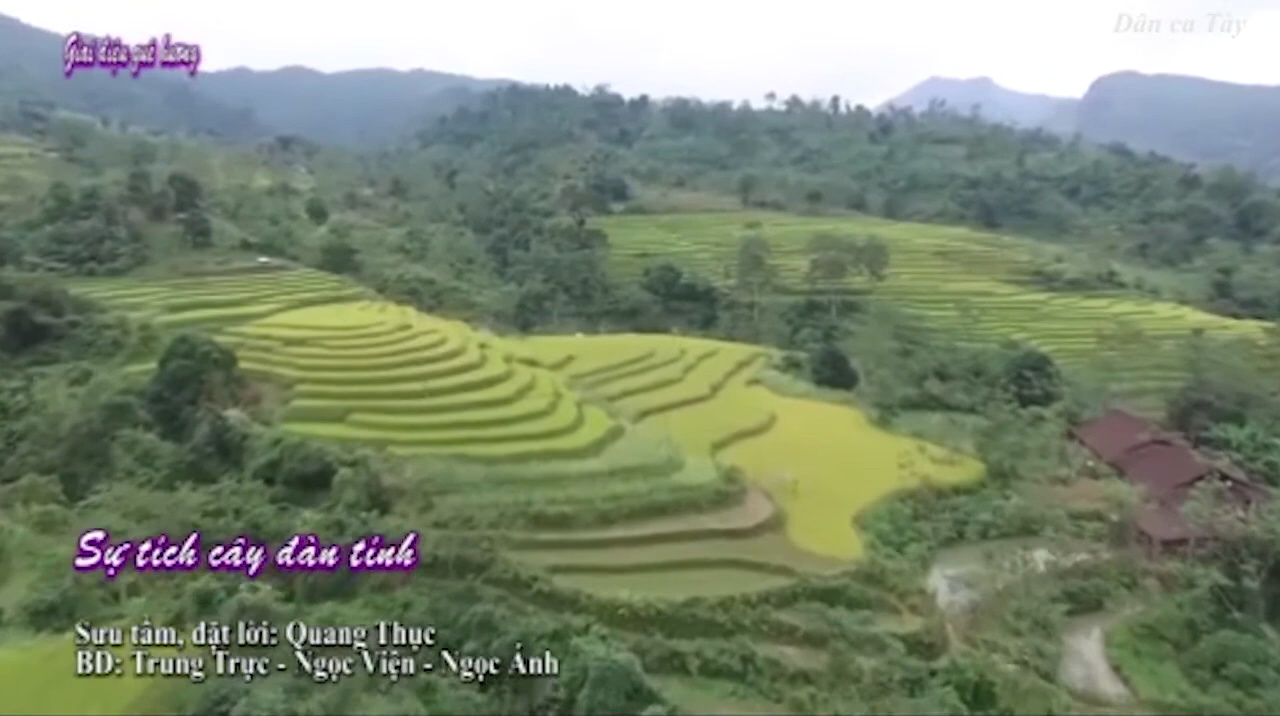 Giai điệu quê hương
Dân ca Tày
Sự tích cây đàn tính
Sưu tâm, đặt lời: Quang Thục
BD: Trung Trực - Ngọc Viện - Ngọc Ánh